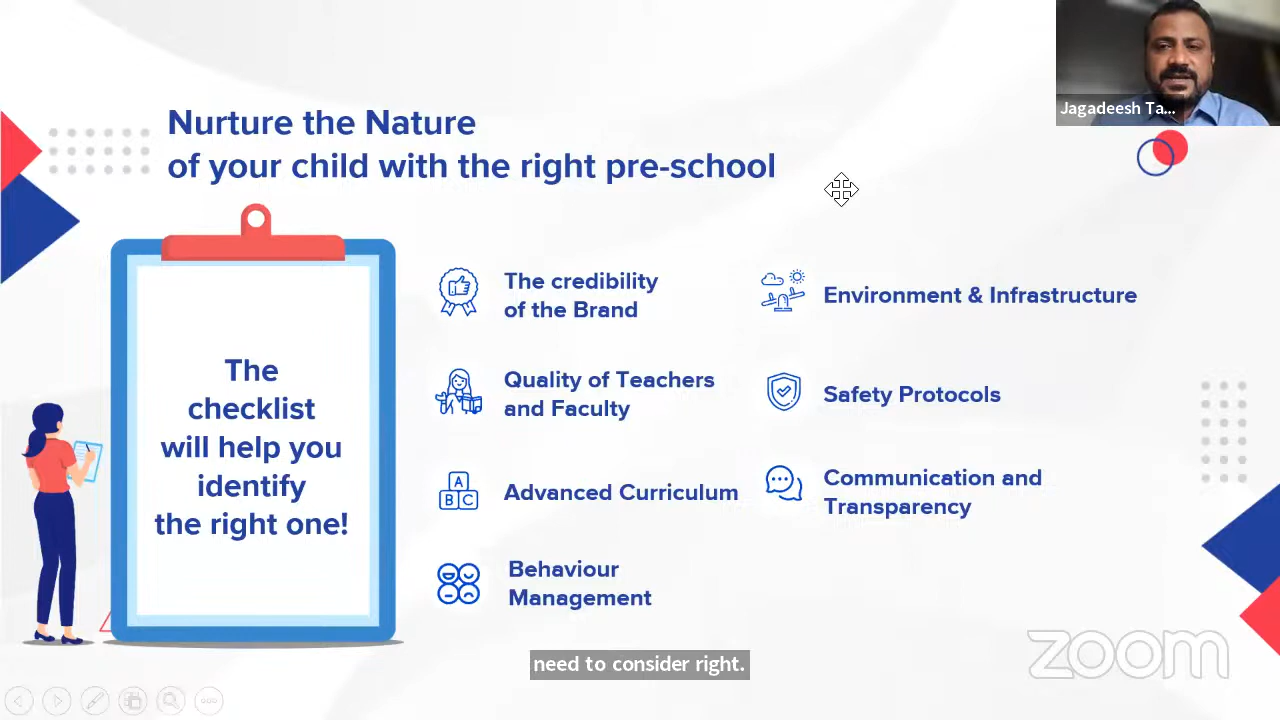 Jagadeesh Ta...
Nurture the Nature
of your child with the right pre-school
The
checklist
will help you
identify
the right one!
The credibility
of the Brand
Quality of Teachers
and Faculty
A
B C
Advanced Curriculum
Behaviour
Management
Environment & Infrastructure
Safety Protocols
Communication and
Transparency
need to consider right.
zoom